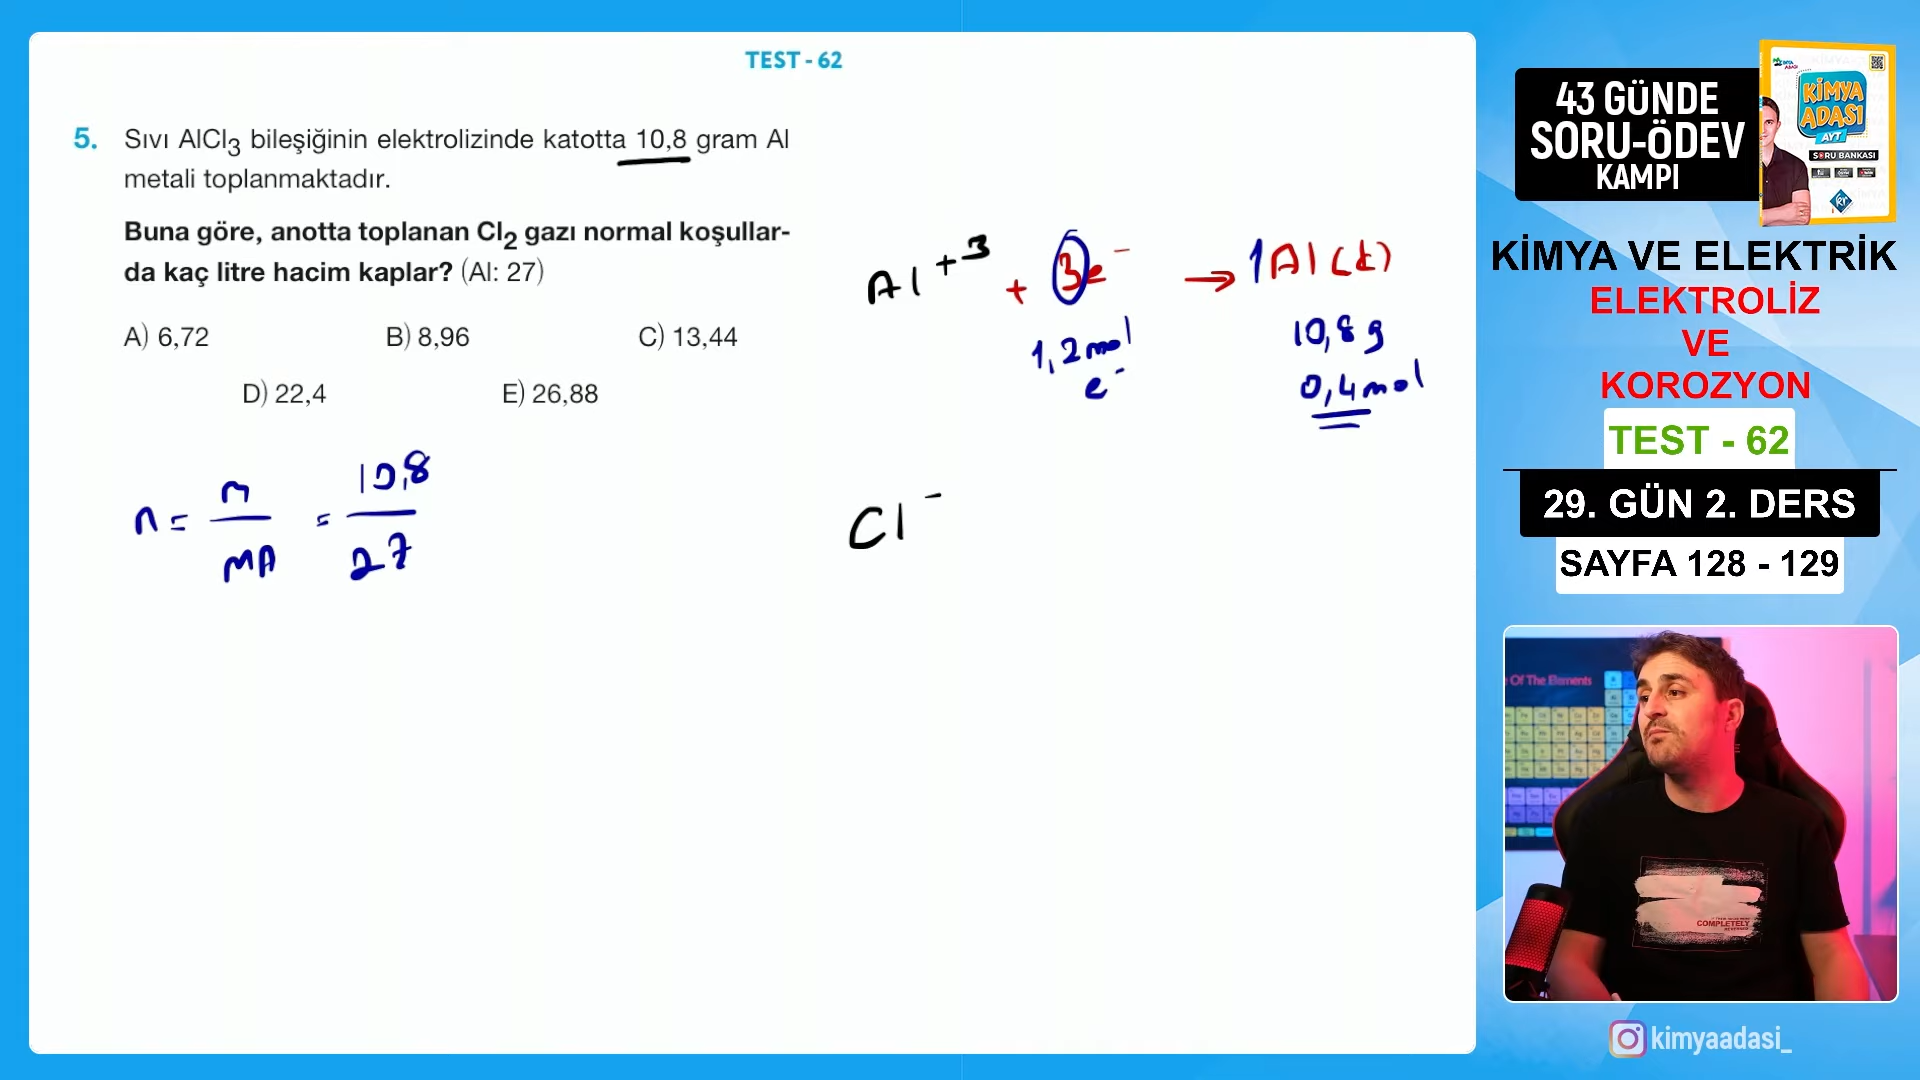 TEST - 62
5. Sıvı AlCl3 bileşiğinin elektrolizinde katotta 10,8 gram Al
metali toplanmaktadır.
Buna göre, anotta toplanan Cl2 gazı normal koşullar-
da kaç litre hacim kaplar? (Al: 27)
A) 6,72 B) 8,96 C) 13,44
D) 22,4 E) 26,88
n = m / MA = 10,8 / 27
Al+3 + 3e- → 1Al(k)
1,2 mol e-
10,8 g
0,4 mol
Cl-
43 GÜNDE
SORU-ÖDEV
KAMPI
KİMYA
ADASI
AYT
SORU BANKASI
kr
KİMYA VE ELEKTRİK
ELEKTROLİZ
VE
KOROZYON
TEST - 62
29. GÜN 2. DERS
SAYFA 128 - 129
Of The Elements
COMPLETELY
kimyaadasi_